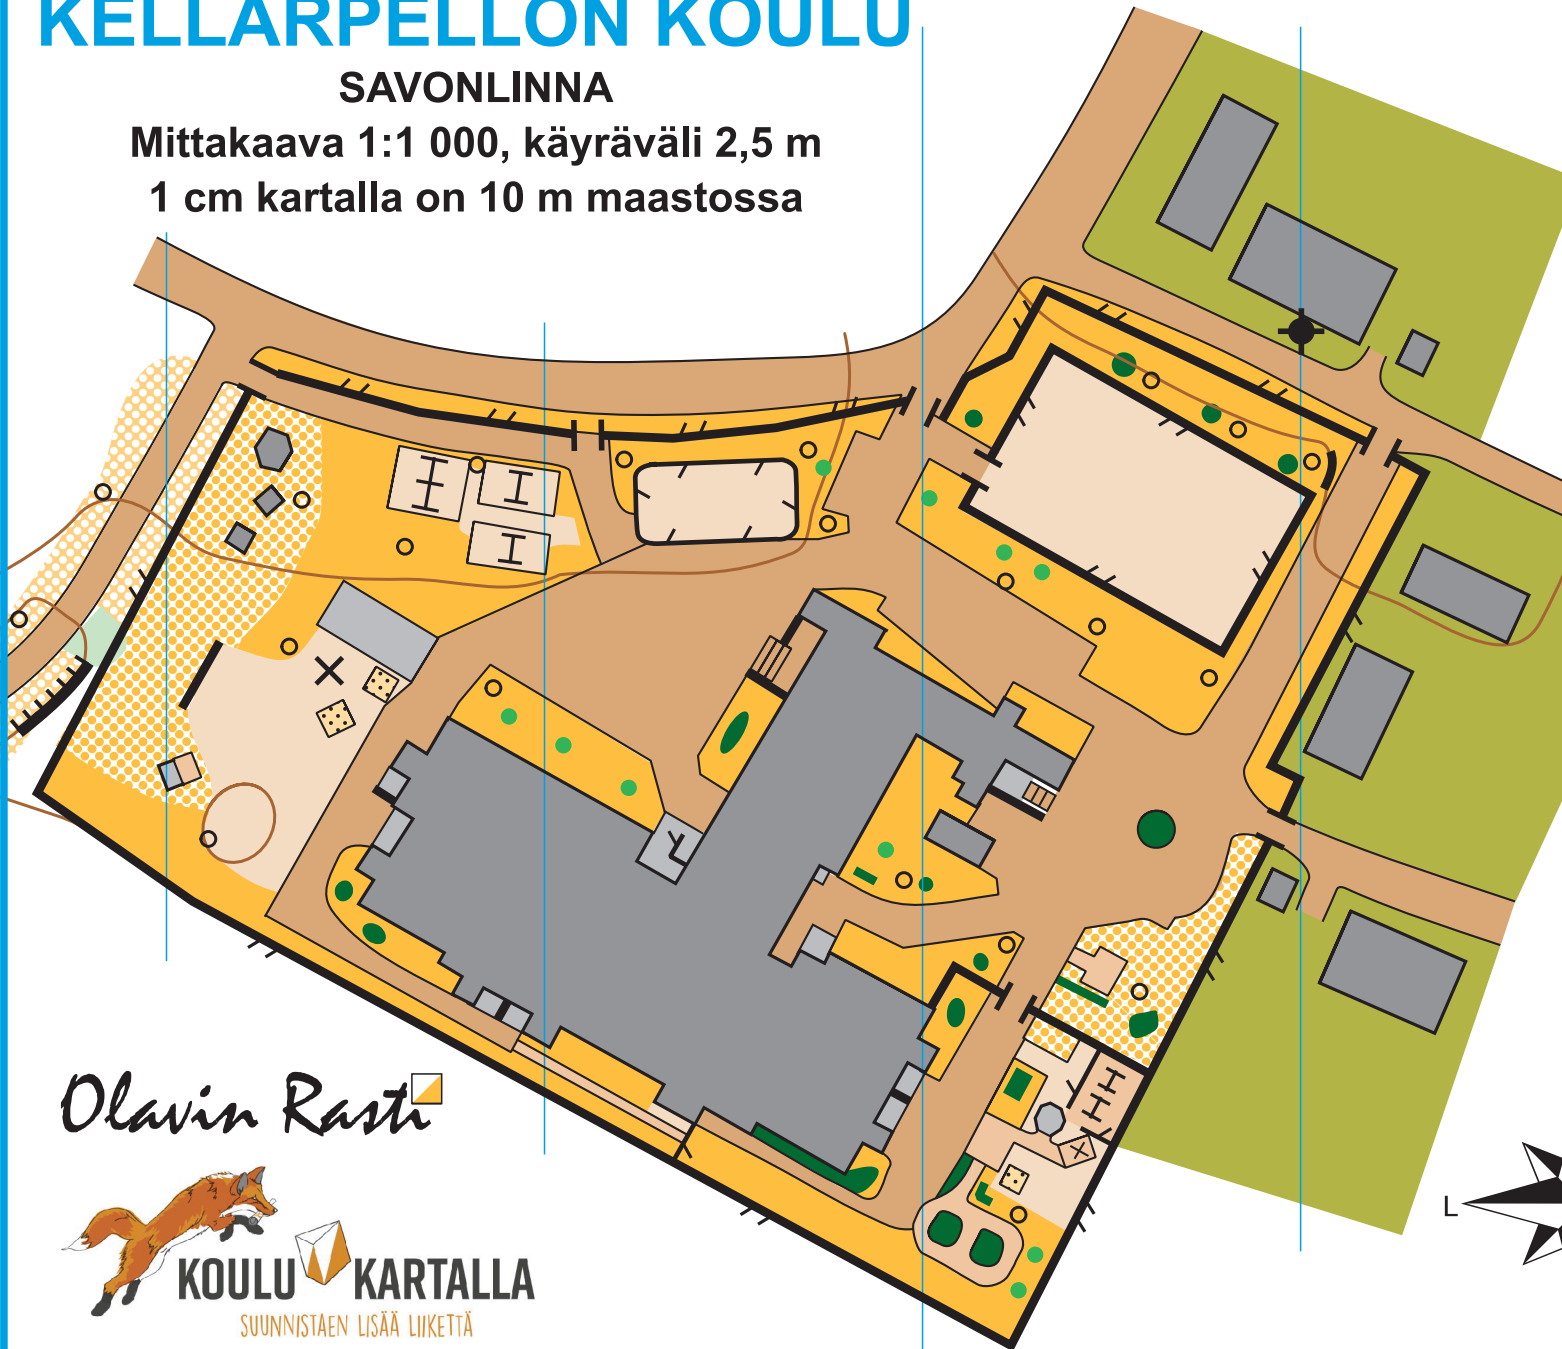 KELLARPELLON KOULU
SAVONLINNA
Mittakaava 1:1 000, käyräväli 2,5 m
1 cm kartalla on 10 m maastossa
L
Olavin Rasti
KOULU KARTALLA
SUUNNISTAEN LISÄÄ LIIKETTÄ